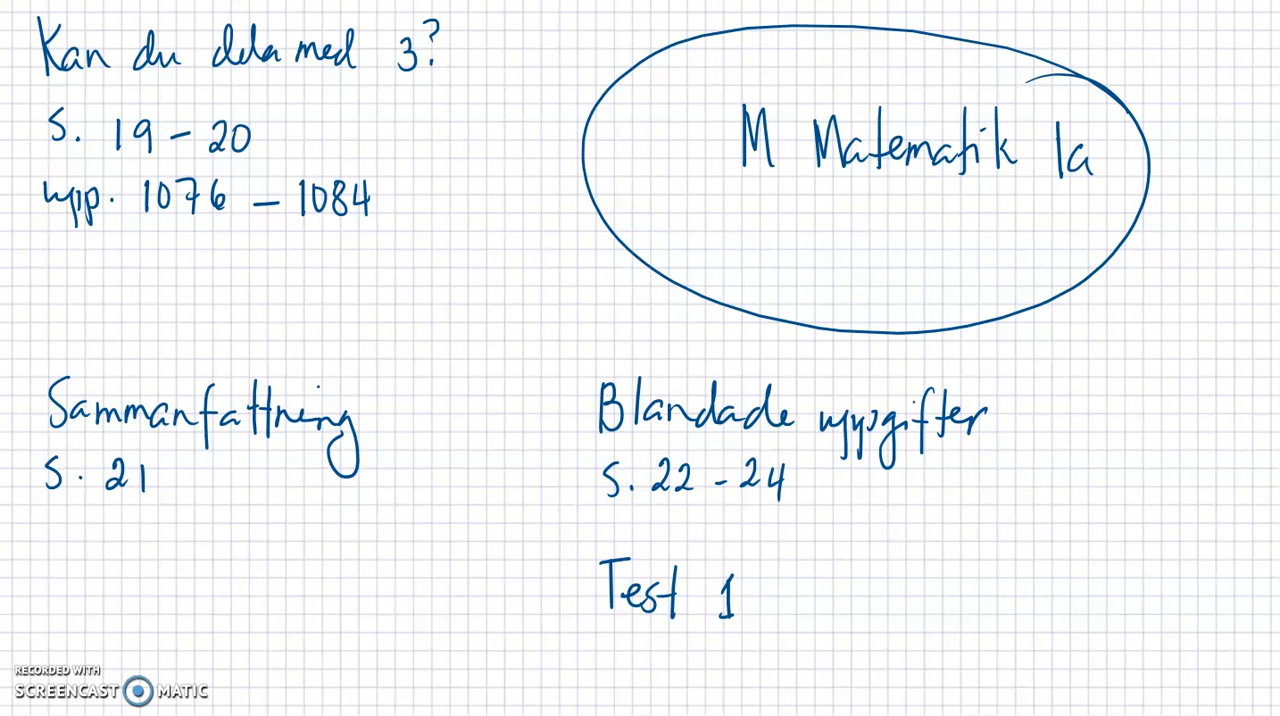 Kan du dela med 3?
s. 19 - 20
upp. 1076 - 1084
M Matematik 1a
Sammanfattning
s. 21
Blandade uppgifter
s. 22 - 24
Test 1
RECORDED WITH
SCREENCAST MATIC